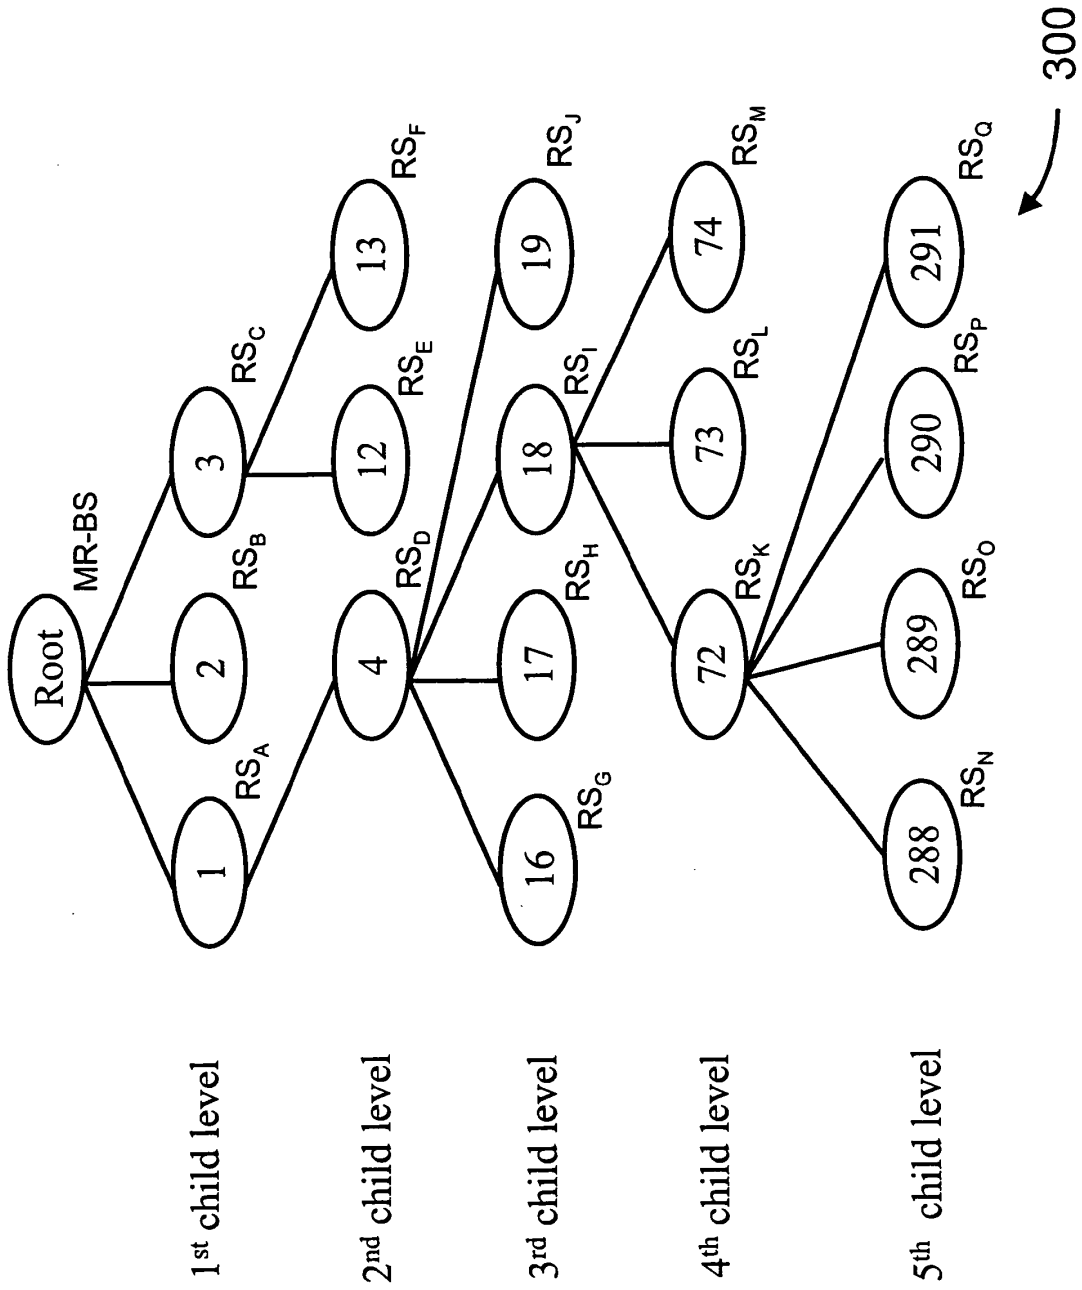 Root
MR-BS
1st child level
1
RSA
2
RSB
3
RSC
2nd child level
4
RSD
12
RSE
13
RSF
3rd child level
16
RSG
17
RSH
18
RSI
19
RSJ
4th child level
72
RSK
73
RSL
74
RSM
5th child level
288
RSN
289
RSO
290
RSP
291
RSQ
300